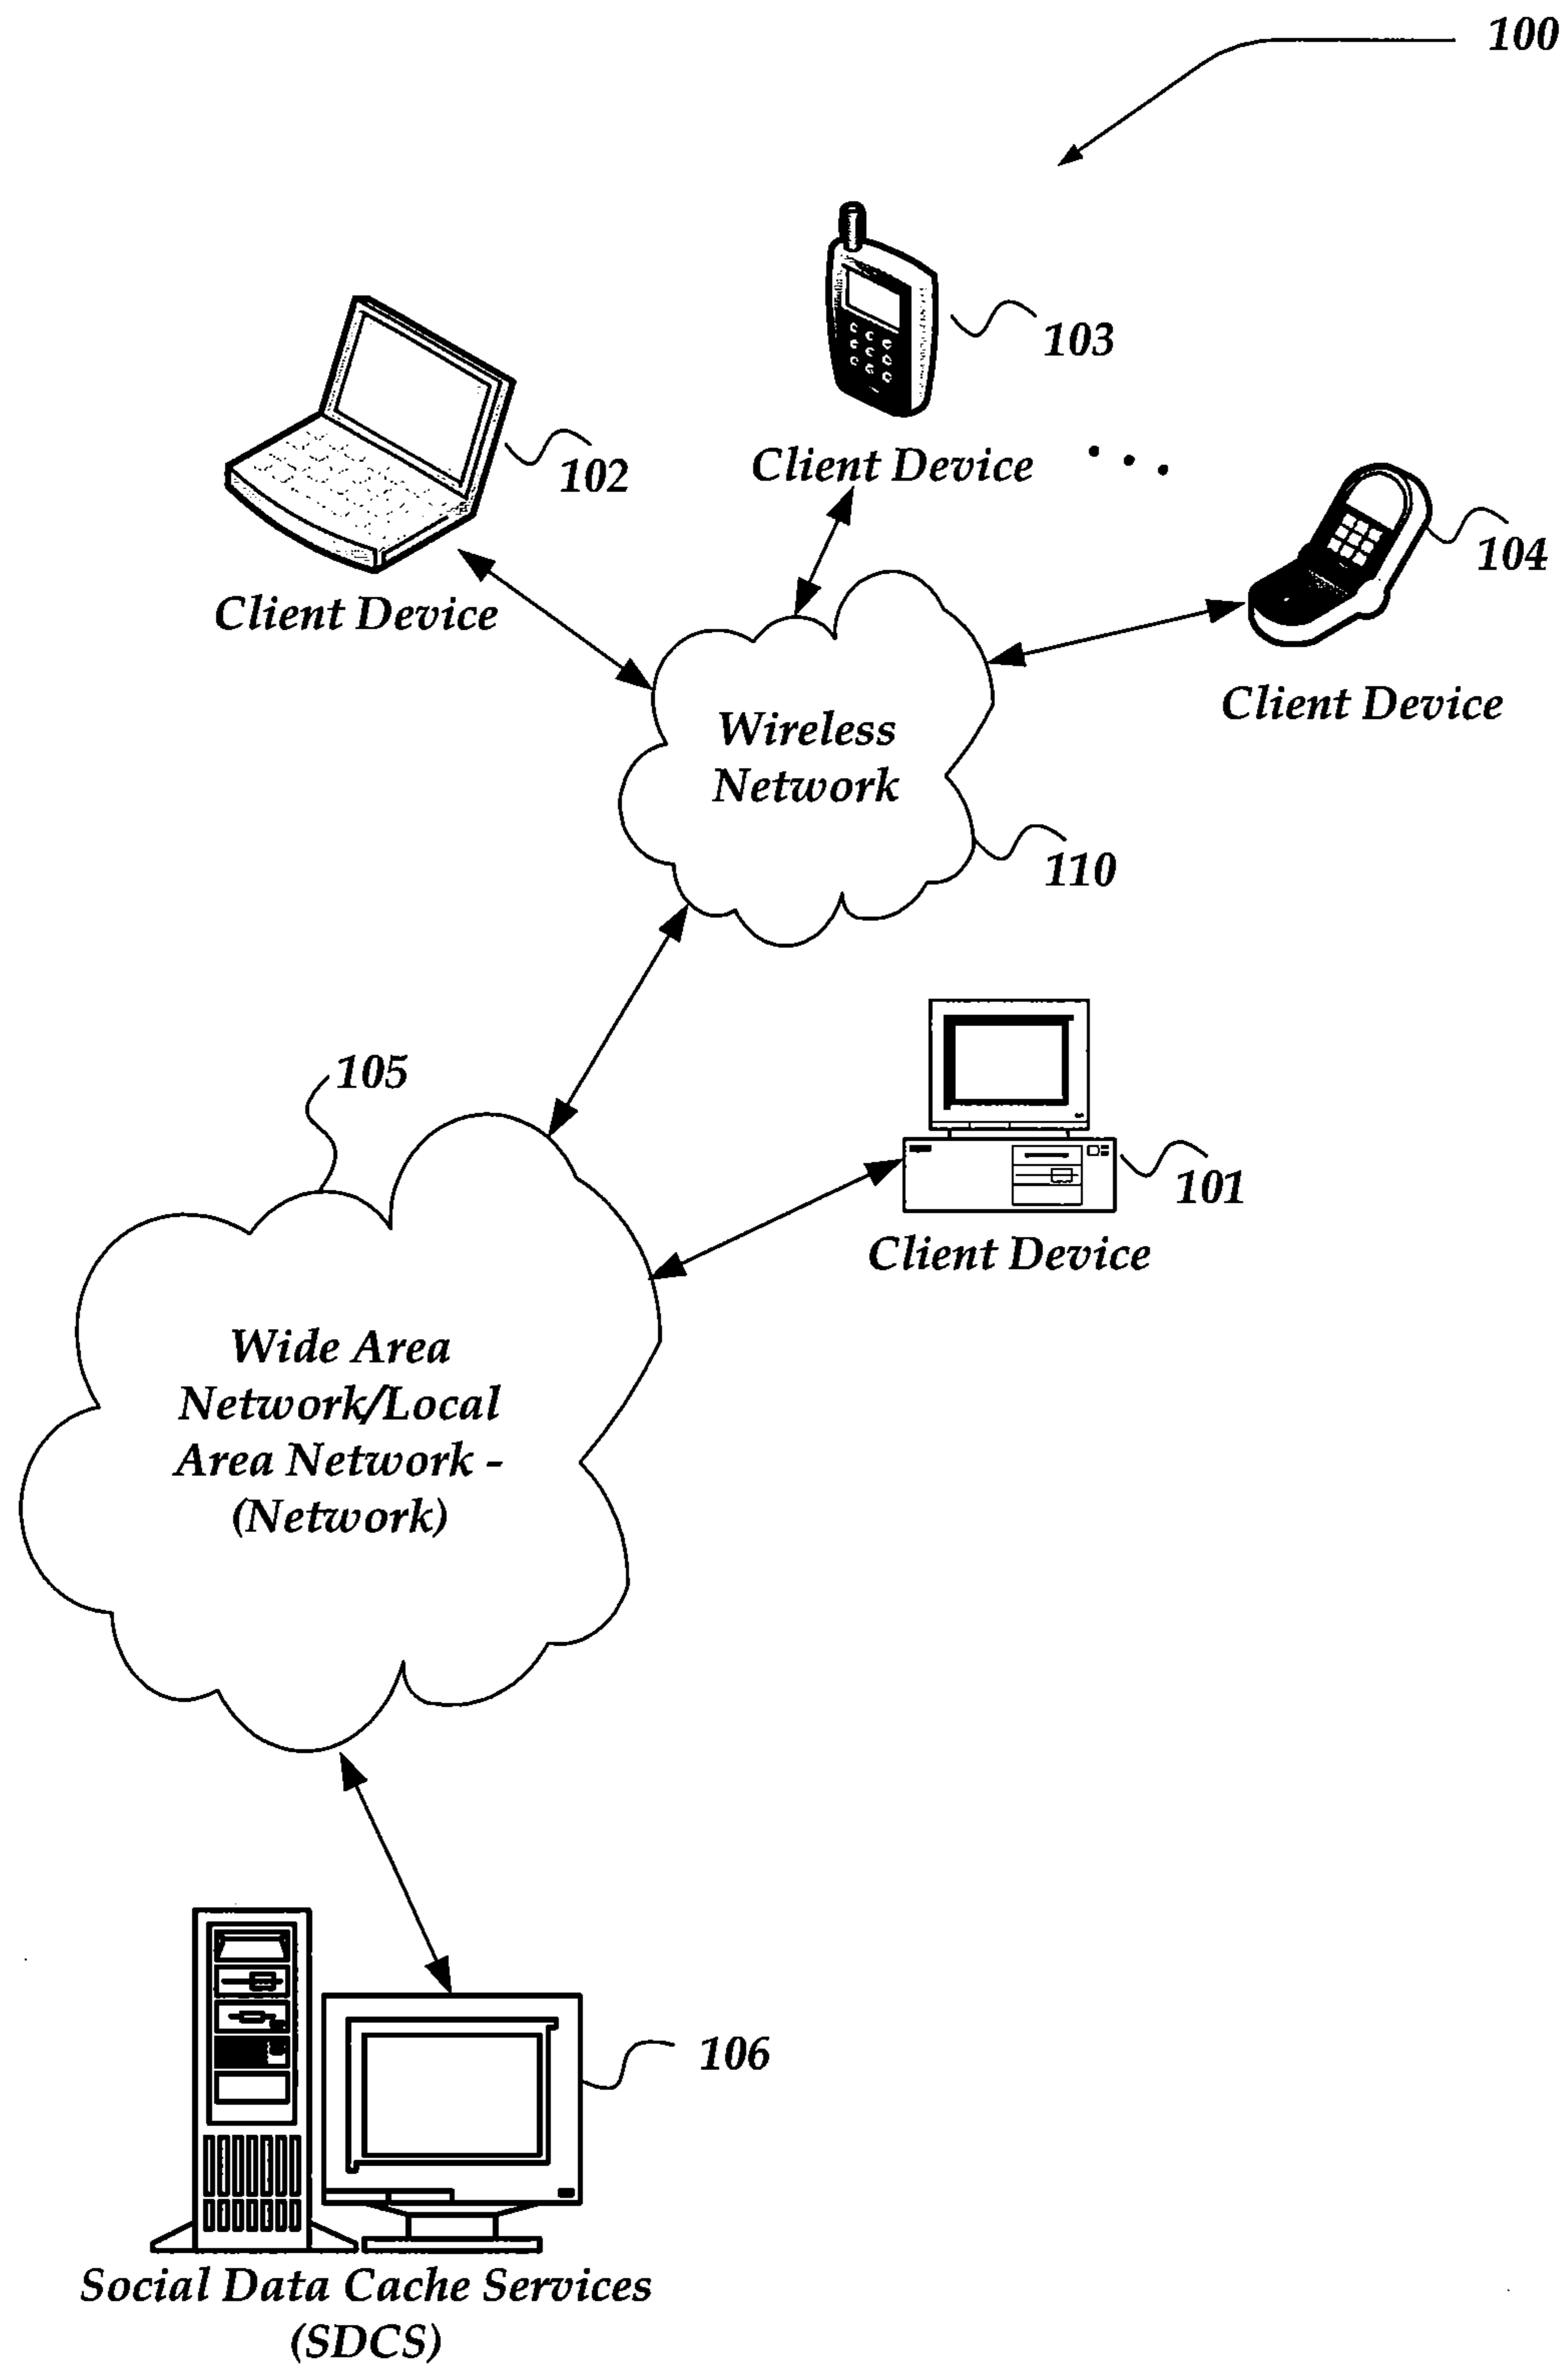 100
103
102
Client Device
104
Client Device
Client Device
Wireless
Network
110
105
101
Client Device
Wide Area
Network/Local
Area Network -
(Network)
106
Social Data Cache Services
(SDCS)